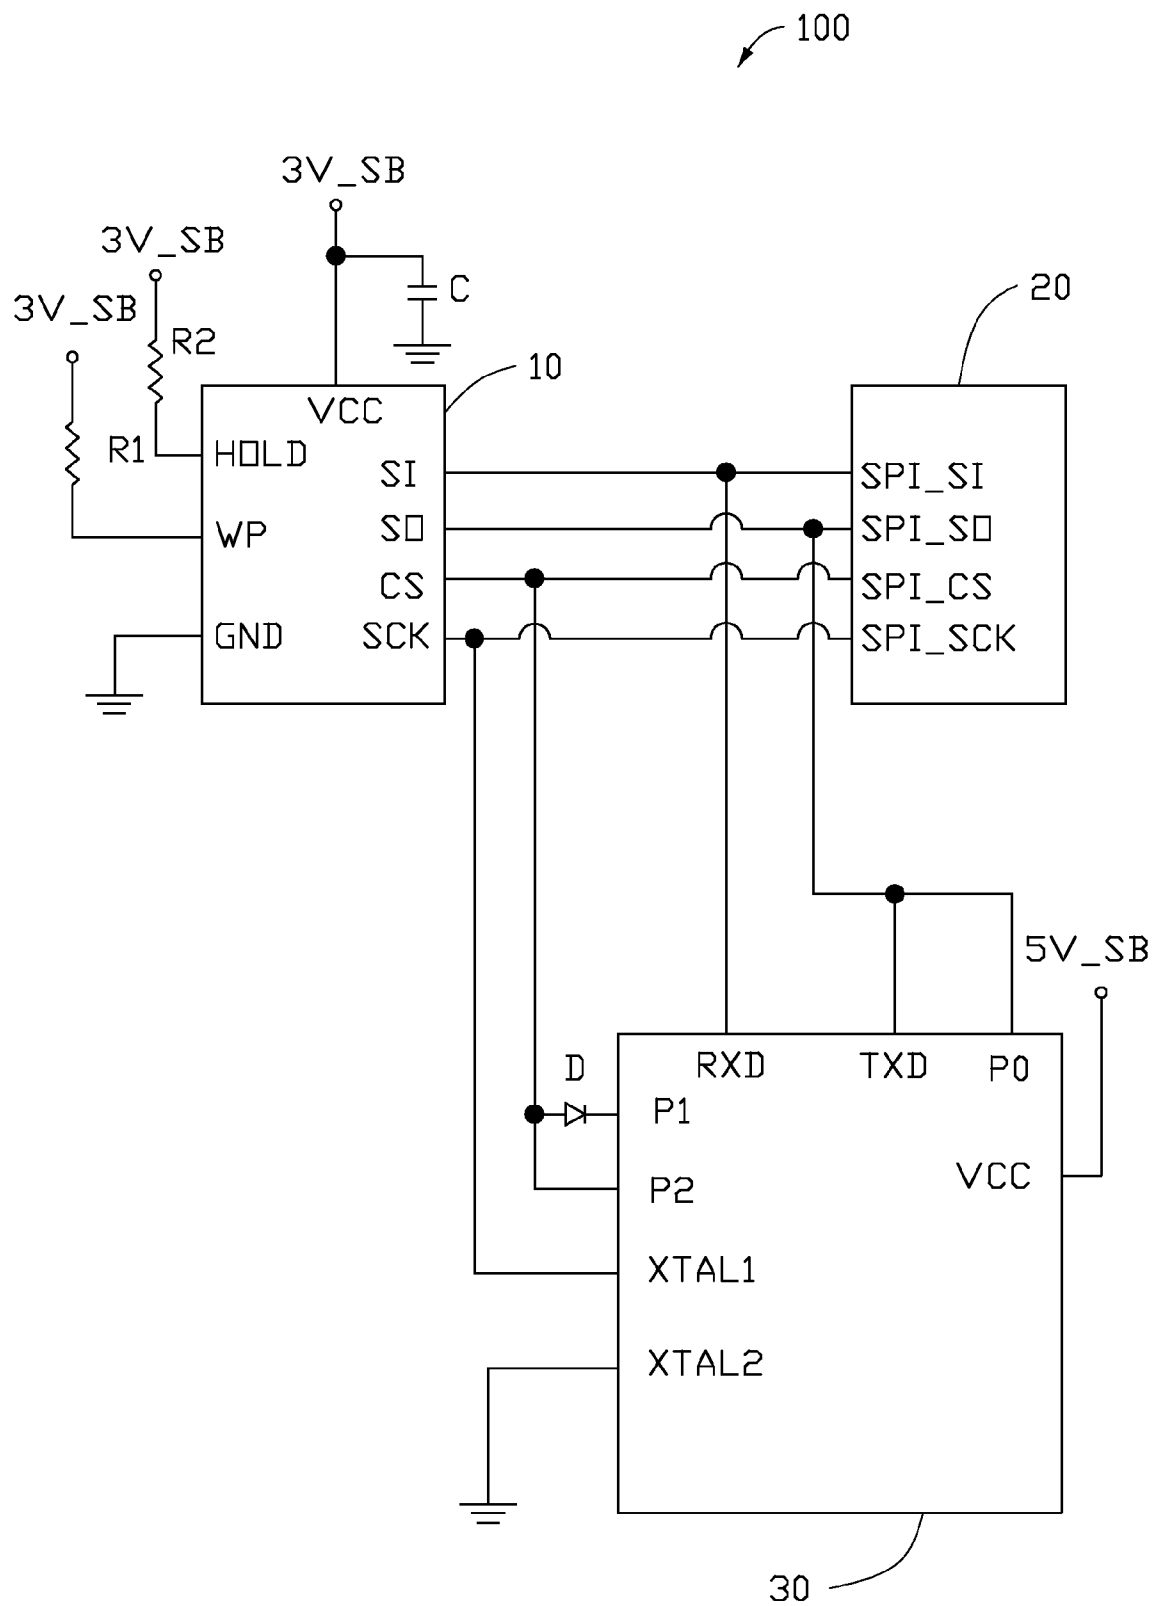 100
3V_SB
3V_SB
3V_SB
C
20
R2
10
VCC
R1
HOLD
SI
SPI_SI
WP
SO
SPI_SO
CS
SPI_CS
GND
SCK
SPI_SCK
5V_SB
D
RXD
TXD
P0
P1
VCC
P2
XTAL1
XTAL2
30